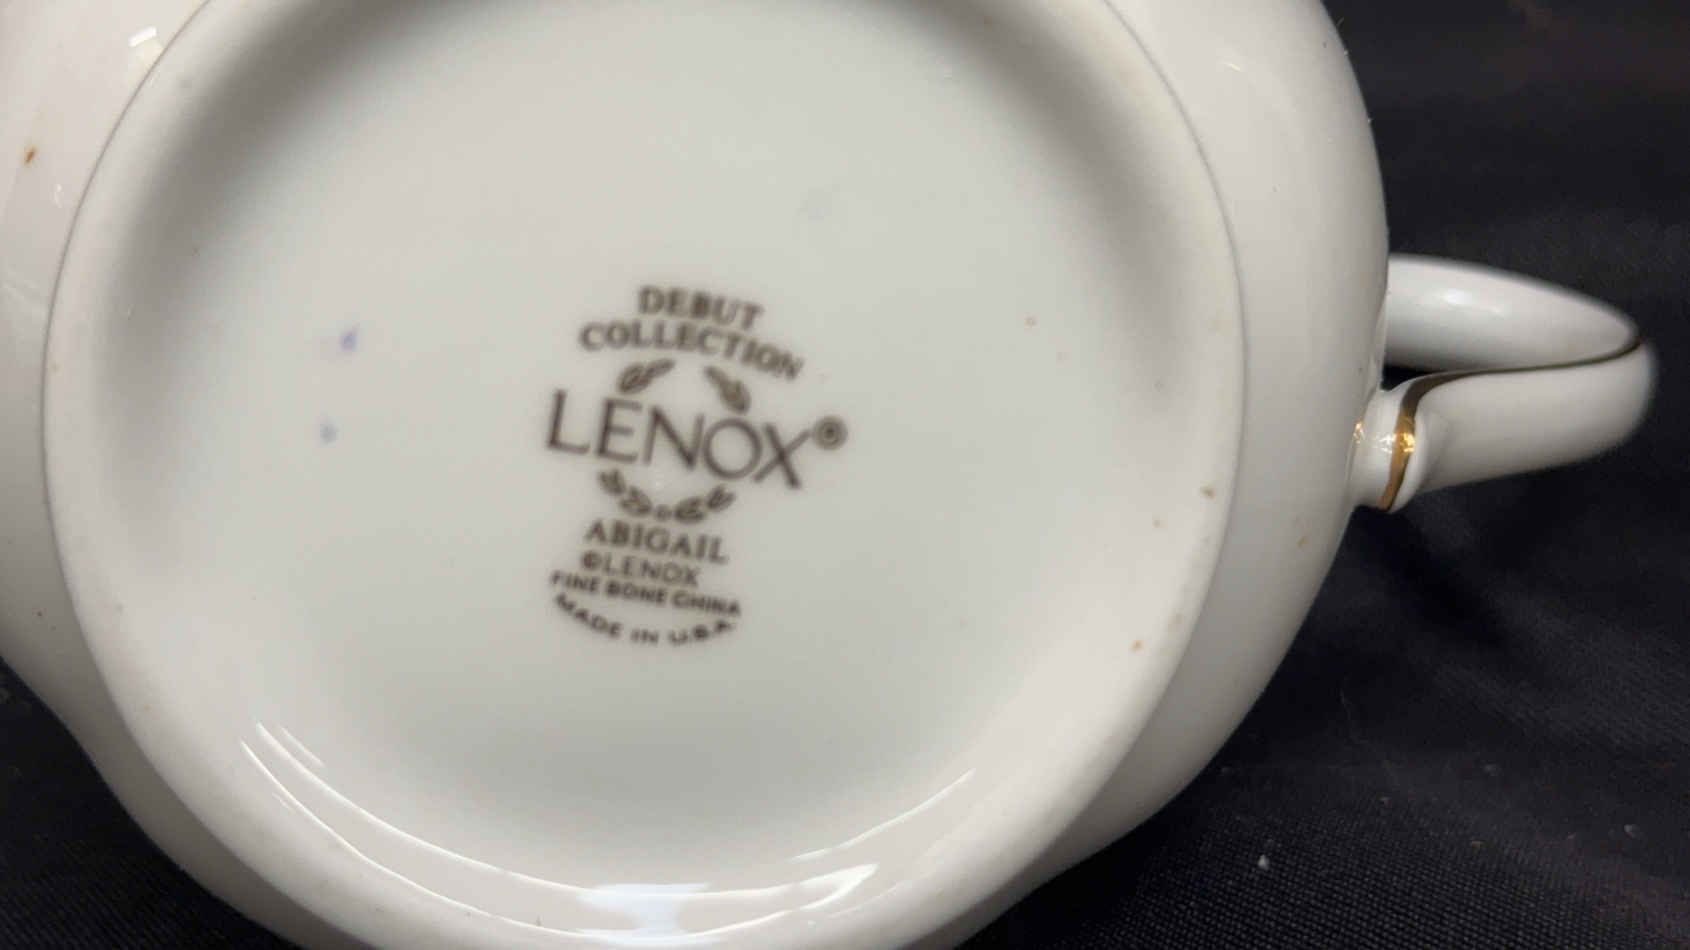 DEBUT
COLLECTION
LENOX®
ABIGAIL
©LENOX
FINE BONE CHINA
MADE IN U.S.A.